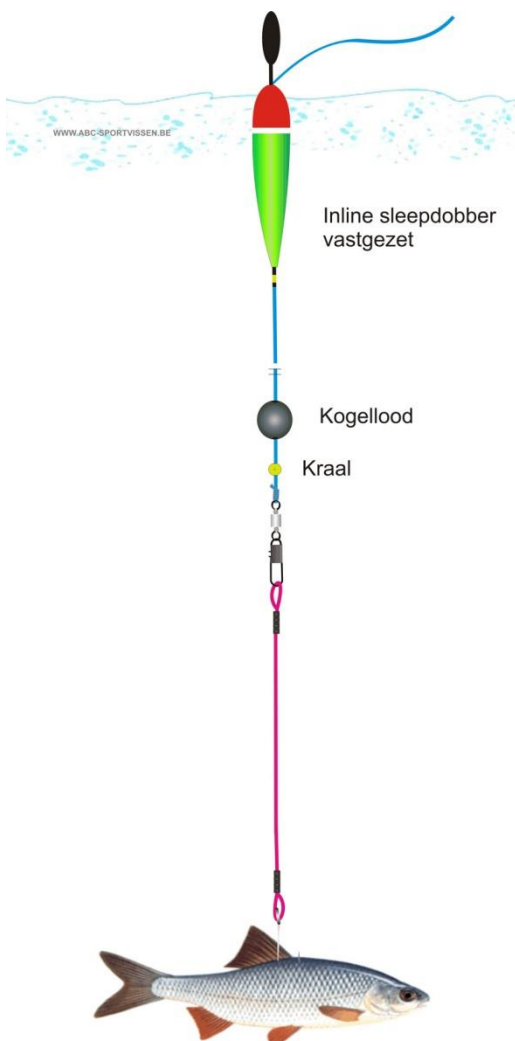 WWW.ABC-SPORTVISSEN.BE
Inline sleepdobber
vastgezet
Kogellood
Kraal